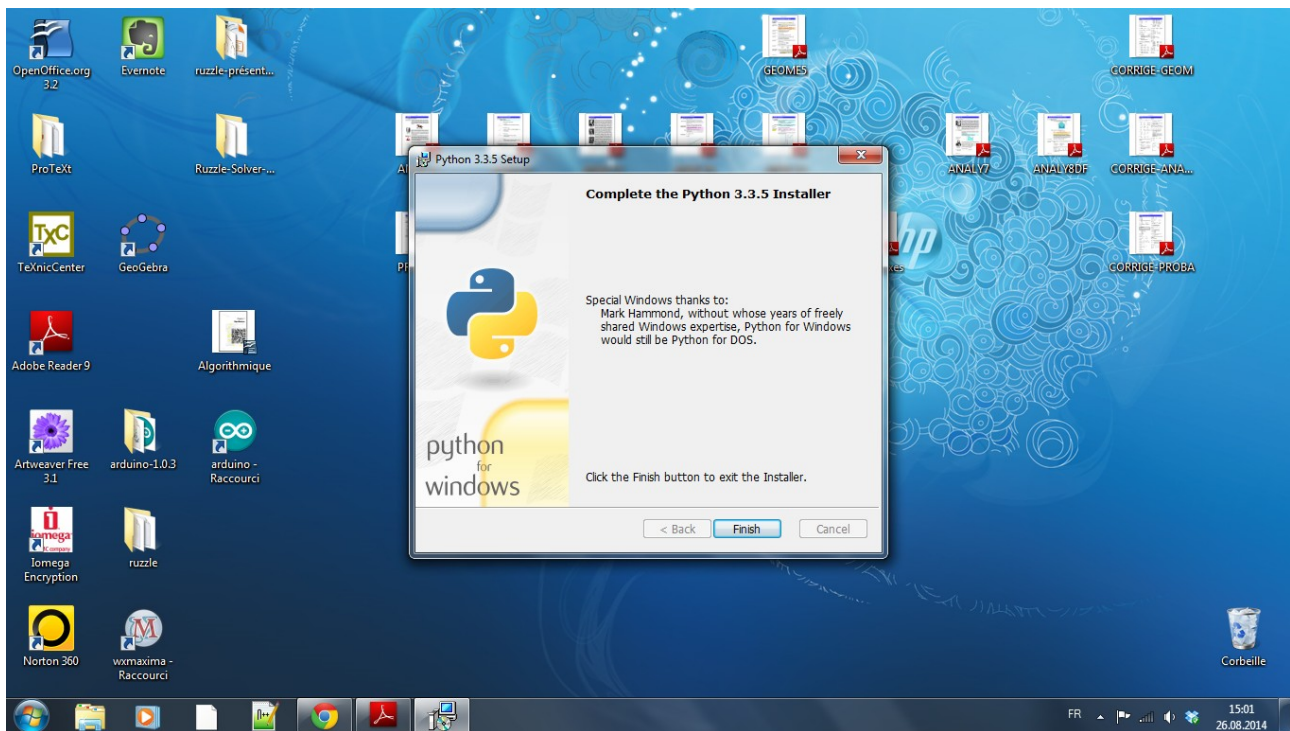 OpenOffice.org
3.2
Evernote
ruzzle-présent...
GEOME5
CORRIGE-GEOM
ProTeXt
Ruzzle-Solver-...
ANALY7
ANALY8DF
CORRIGE-ANA...
Python 3.3.5 Setup
Complete the Python 3.3.5 Installer
Special Windows thanks to:
Mark Hammond, without whose years of freely
shared Windows expertise, Python for Windows
would still be Python for DOS.
python
for
windows
Click the Finish button to exit the Installer.
< Back
Finish
Cancel
TXC
TeXnicCenter
GeoGebra
hp
CORRIGE-PROBA
Adobe Reader 9
Algorithmique
Artweaver Free
3.1
arduino-1.0.3
arduino -
Raccourci
iomega
Iomega
Encryption
ruzzle
Norton 360
M
wxmaxima -
Raccourci
Corbeille
FR
15:01
26.08.2014